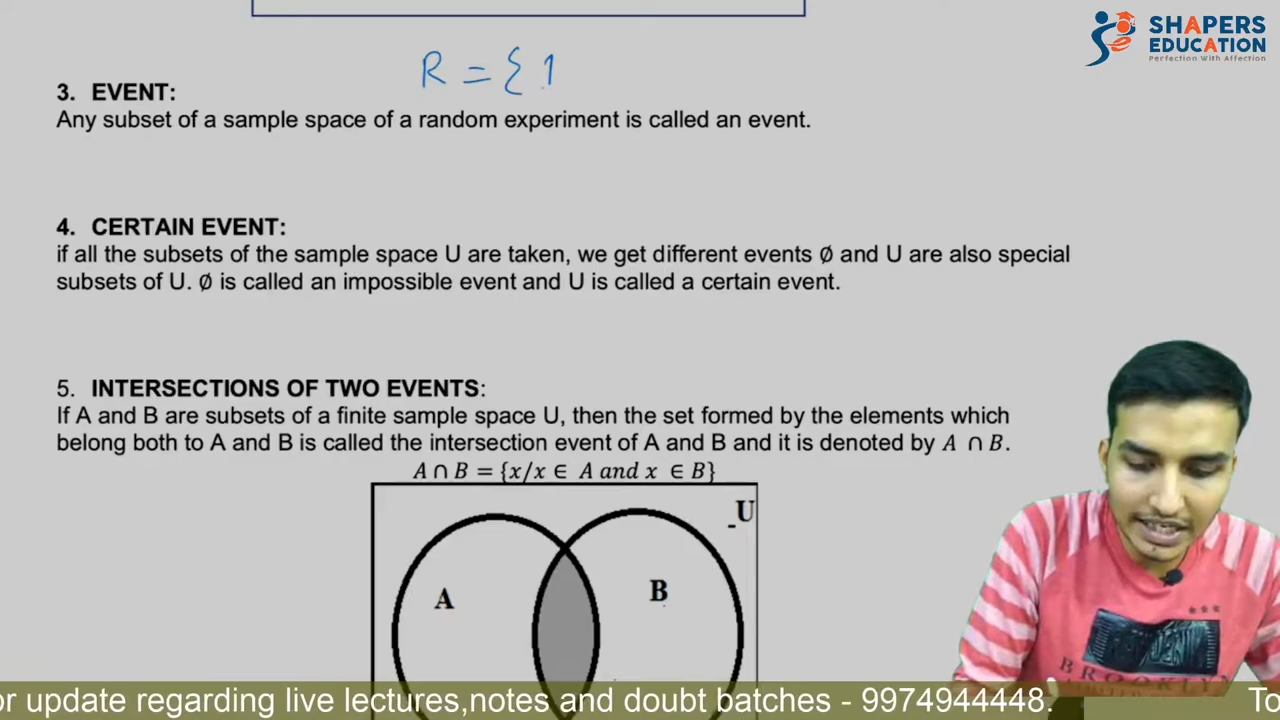 SHAPERS
EDUCATION
Perfection With Affection
R = { 1
3. EVENT:
Any subset of a sample space of a random experiment is called an event.
4. CERTAIN EVENT:
if all the subsets of the sample space U are taken, we get different events ∅ and U are also special
subsets of U. ∅ is called an impossible event and U is called a certain event.
5. INTERSECTIONS OF TWO EVENTS:
If A and B are subsets of a finite sample space U, then the set formed by the elements which
belong both to A and B is called the intersection event of A and B and it is denoted by A ∩ B.
A ∩ B = {x/x ∈ A and x ∈ B}
U
A
B
BROOKLYN
or update regarding live lectures,notes and doubt batches - 9974944448. To